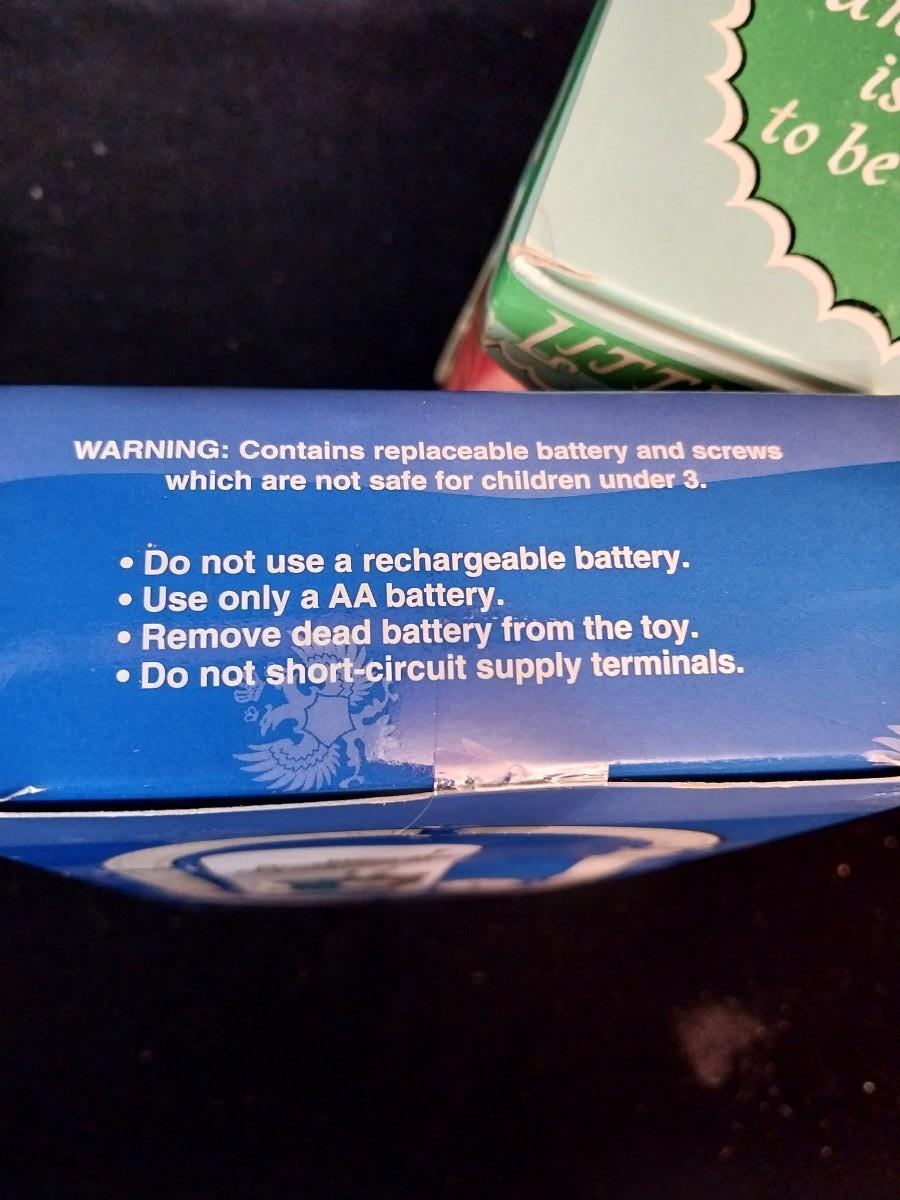 is
to be
WARNING: Contains replaceable battery and screws
which are not safe for children under 3.
• Do not use a rechargeable battery.
• Use only a AA battery.
• Remove dead battery from the toy.
• Do not short-circuit supply terminals.